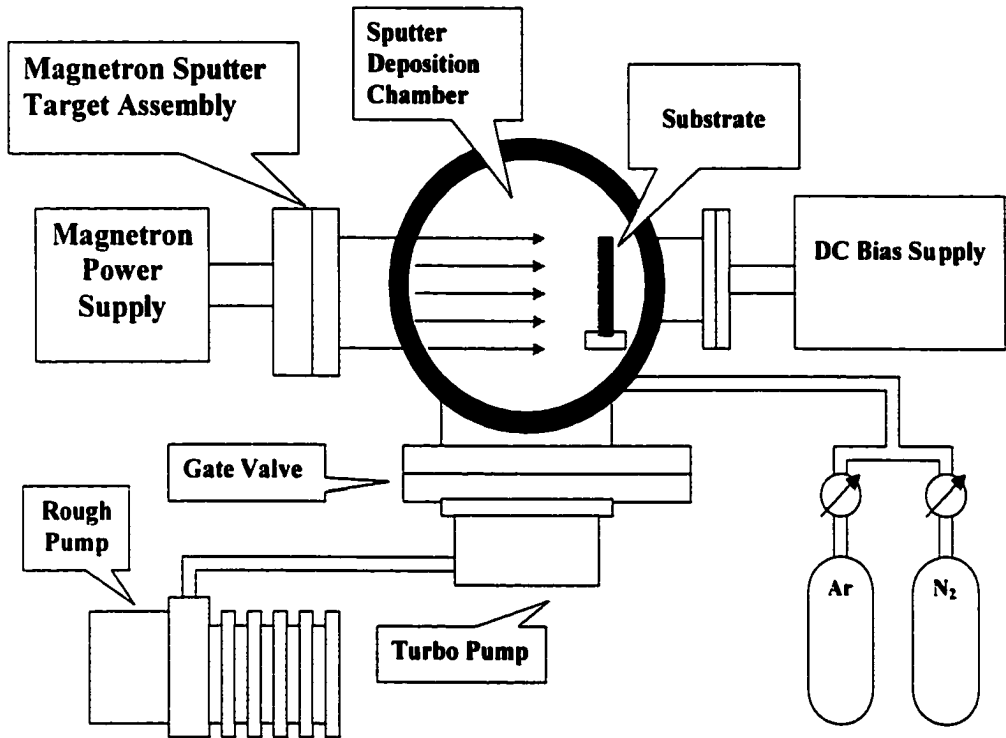 Magnetron Sputter
Target Assembly
Sputter
Deposition
Chamber
Substrate
Magnetron
Power
Supply
DC Bias Supply
Gate Valve
Rough
Pump
Turbo Pump
Ar
N₂